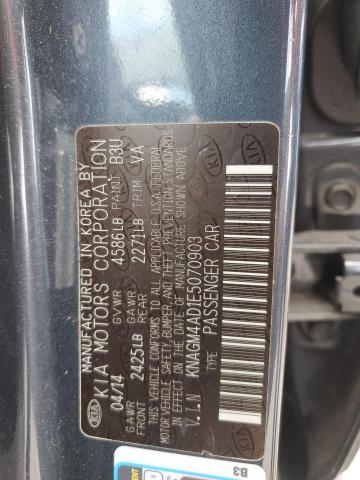 MANUFACTURED IN KOREA BY
KIA MOTORS CORPORATION
04/14 GVWR 4586LB PAINT B3U
GAWR FRONT 2425LB GAWR REAR 2271LB TRIM VA
THIS VEHICLE CONFORMS TO ALL APPLICABLE U.S.A FEDERAL
MOTOR VEHICLE SAFETY, BUMPER, AND THEFT PREVENTION STANDARDS
IN EFFECT ON THE DATE OF MANUFACTURE SHOWN ABOVE.
V.I.N KNAGM4AD1E5070903
TYPE PASSENGER CAR
KIA
B3